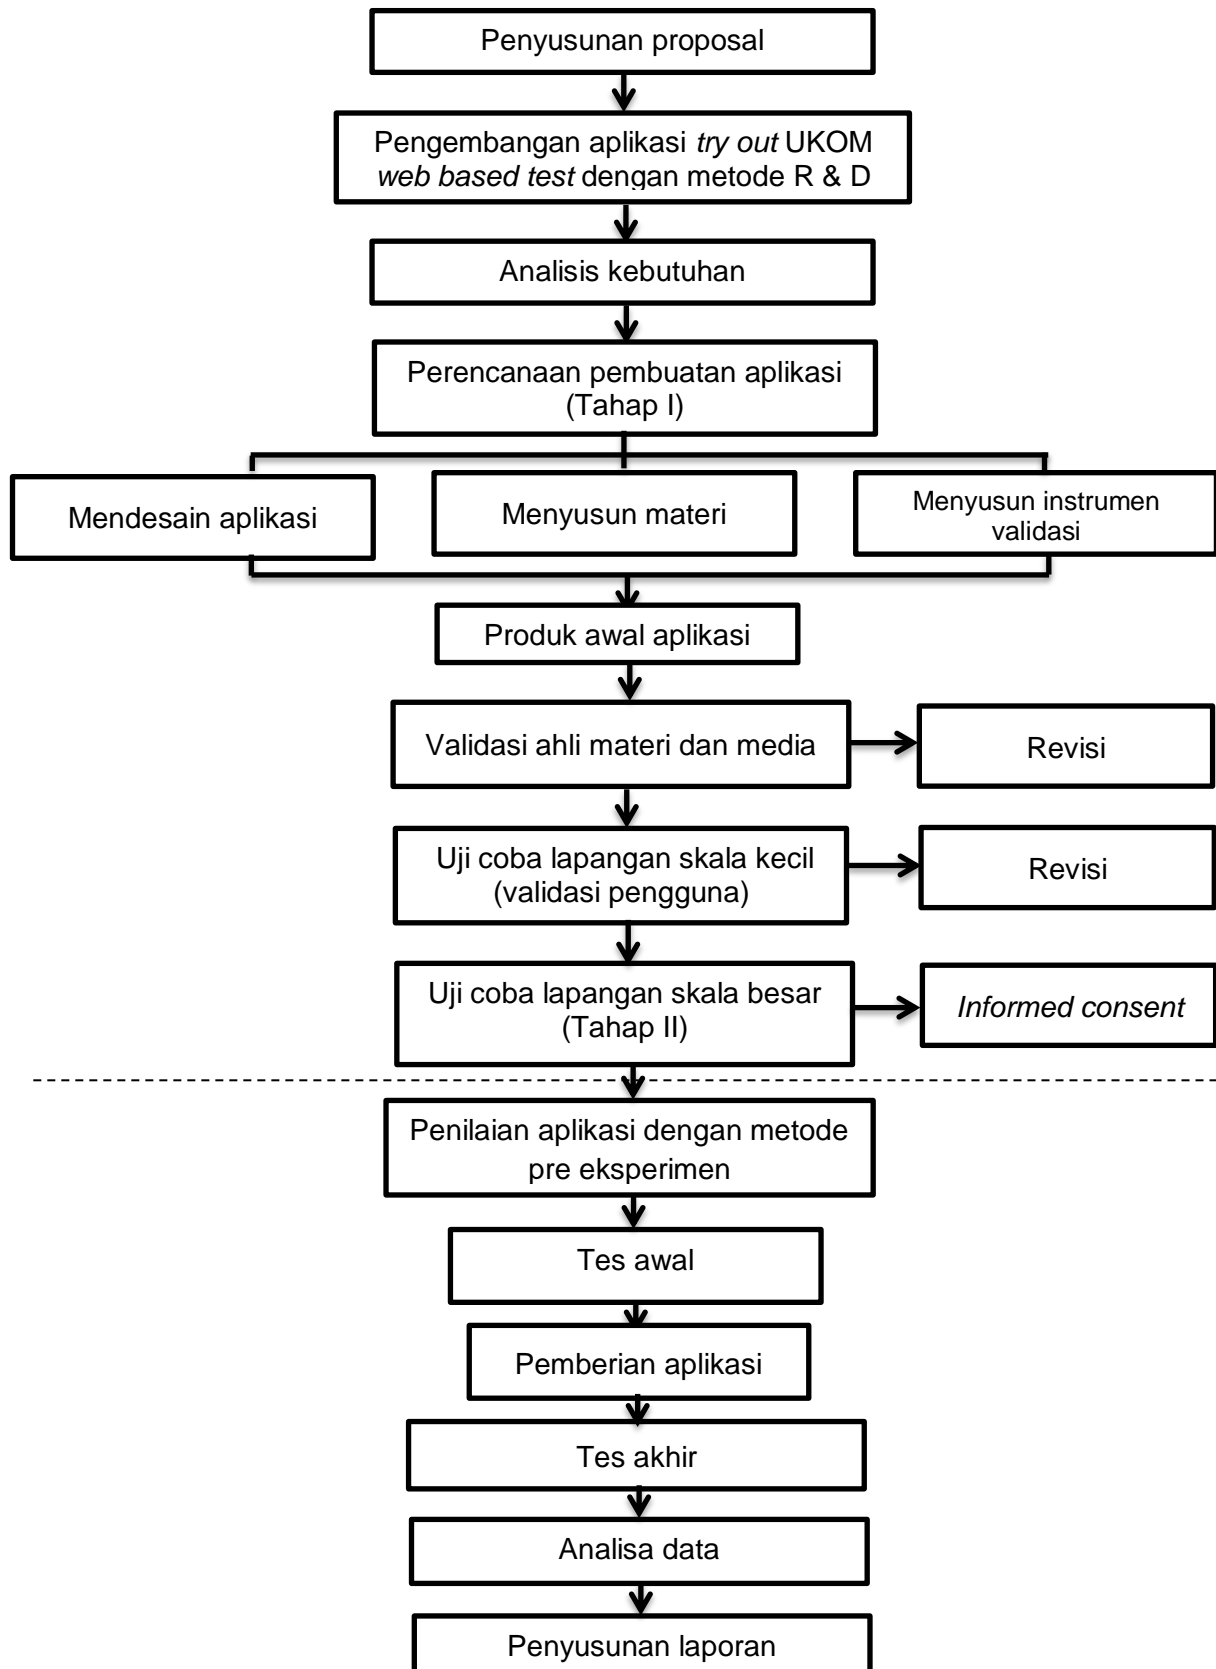 Penyusunan proposal
Pengembangan aplikasi try out UKOM
web based test dengan metode R & D
Analisis kebutuhan
Perencanaan pembuatan aplikasi
(Tahap I)
Mendesain aplikasi
Menyusun materi
Menyusun instrumen
validasi
Produk awal aplikasi
Validasi ahli materi dan media
Revisi
Uji coba lapangan skala kecil
(validasi pengguna)
Revisi
Uji coba lapangan skala besar
(Tahap II)
Informed consent
Penilaian aplikasi dengan metode
pre eksperimen
Tes awal
Pemberian aplikasi
Tes akhir
Analisa data
Penyusunan laporan